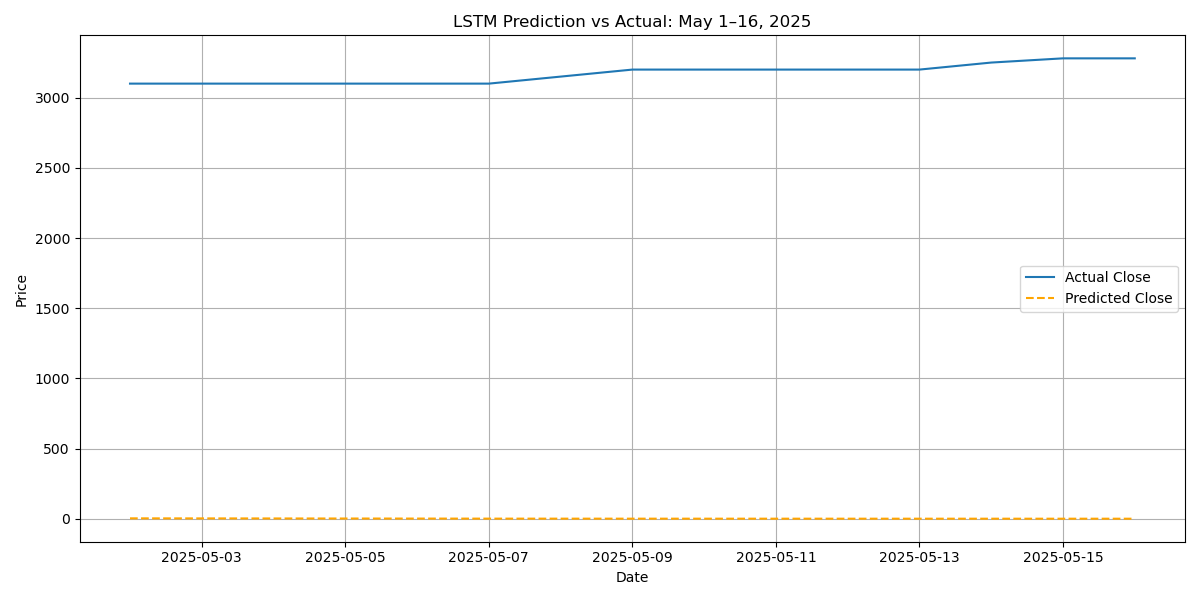 LSTM Prediction vs Actual: May 1–16, 2025
3000
2500
2000
1500
1000
500
0
Price
Actual Close
Predicted Close
2025-05-03
2025-05-05
2025-05-07
2025-05-09
2025-05-11
2025-05-13
2025-05-15
Date